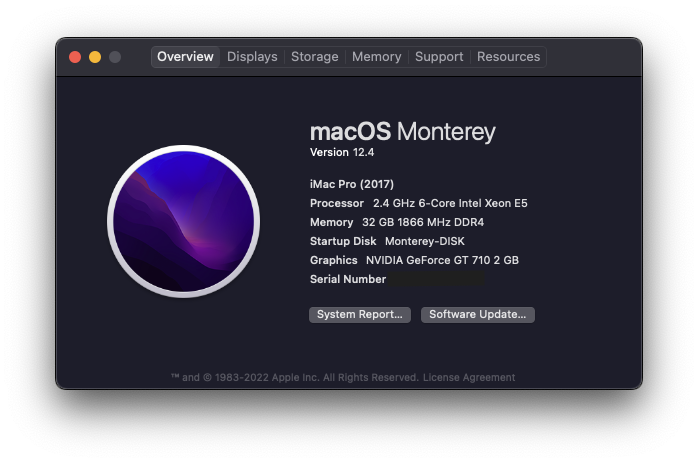 Overview Displays Storage Memory Support Resources
macOS Monterey
Version 12.4
iMac Pro (2017)
Processor 2.4 GHz 6-Core Intel Xeon E5
Memory 32 GB 1866 MHz DDR4
Startup Disk Monterey-DISK
Graphics NVIDIA GeForce GT 710 2 GB
Serial Number
System Report... Software Update...
™ and © 1983-2022 Apple Inc. All Rights Reserved. License Agreement